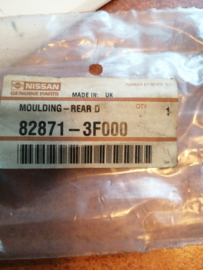 NISSAN
GENUINE PARTS
MADE IN: UK
MOULDING-REAR D
QTY
82871-3F000
1